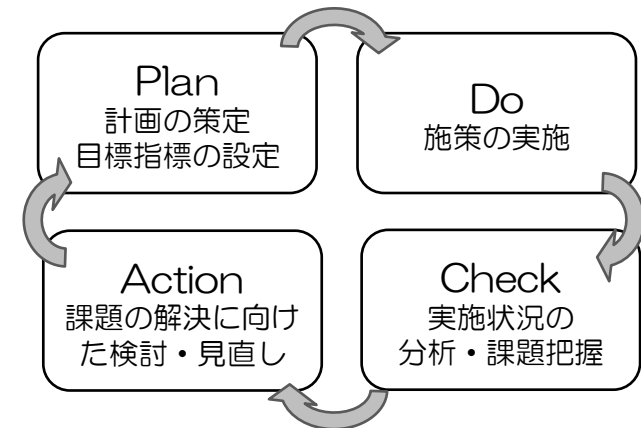 Plan
計画の策定
目標指標の設定
Do
施策の実施
Check
実施状況の
分析・課題把握
Action
課題の解決に向け
た検討・見直し